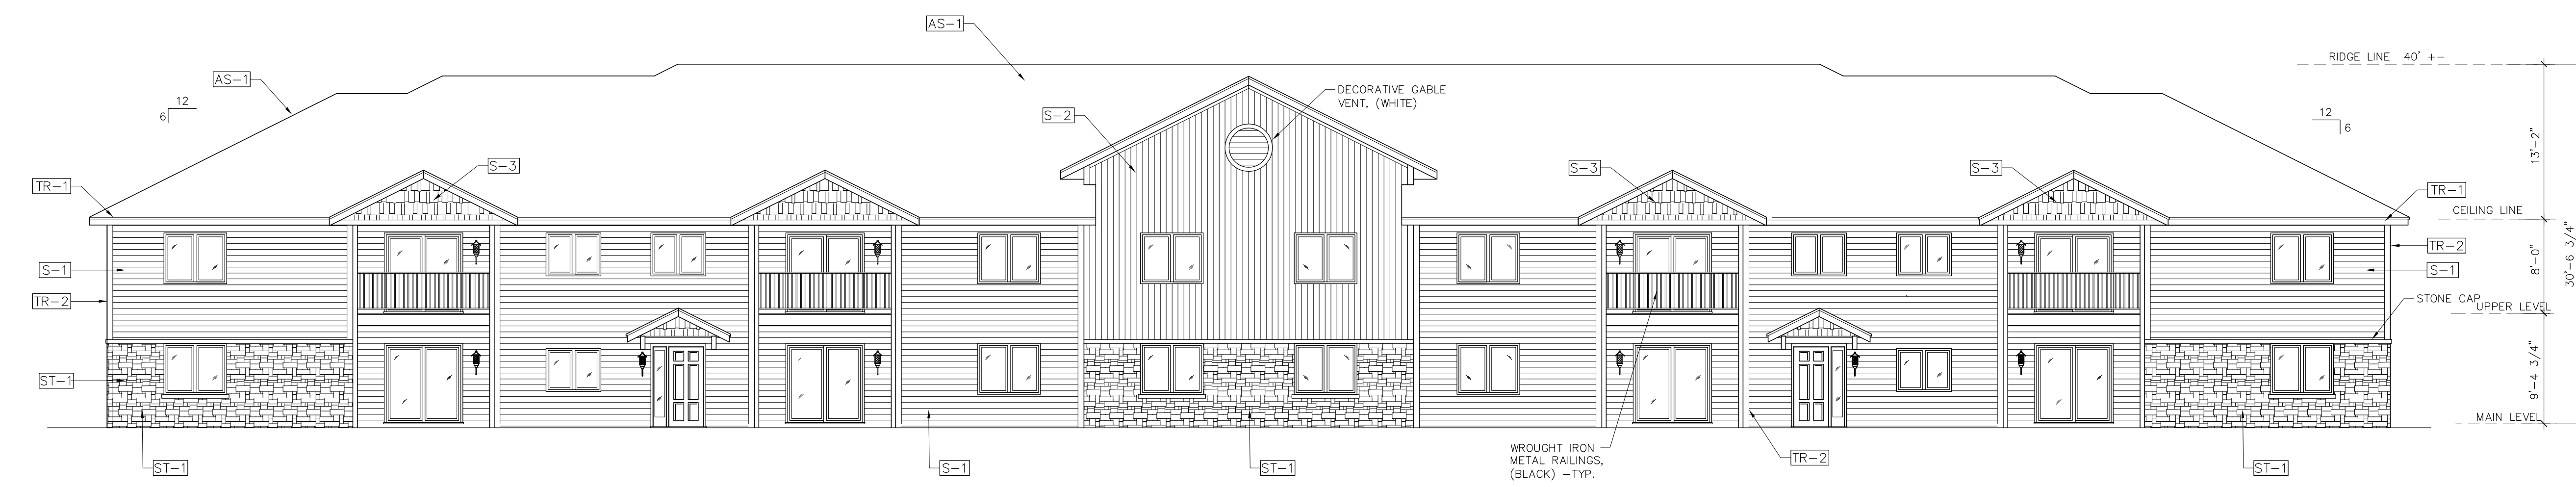 AS-1
RIDGE LINE 40' +-
AS-1
12
6
DECORATIVE GABLE
VENT, (WHITE)
S-2
12
6
13'-2"
S-3
S-3
S-3
TR-1
TR-1
CEILING LINE
TR-2
30'-6 3/4"
8'-0"
S-1
S-1
TR-2
STONE CAP
UPPER LEVEL
ST-1
9'-4 3/4"
MAIN LEVEL
WROUGHT IRON
METAL RAILINGS,
(BLACK) -TYP.
TR-2
ST-1
S-1
ST-1
ST-1